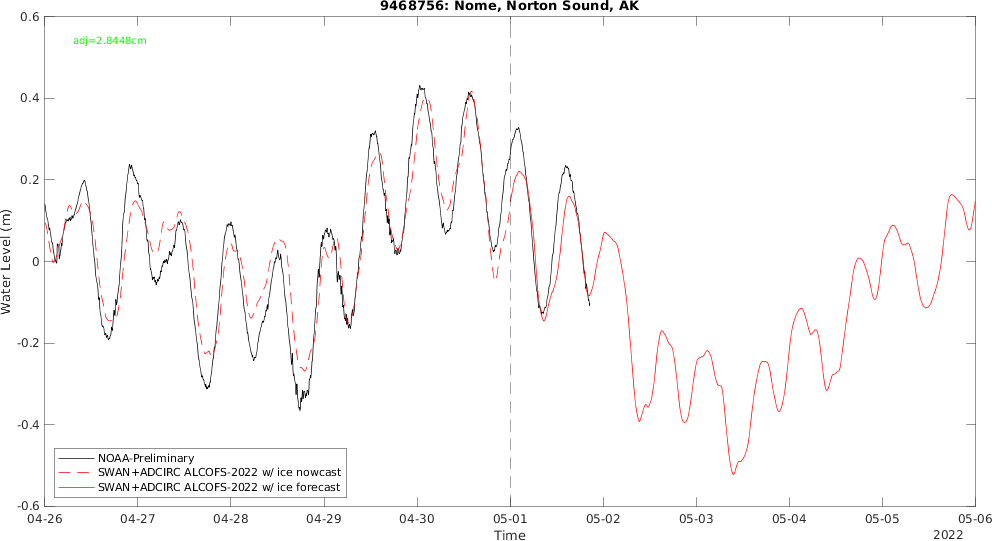 9468756: Nome, Norton Sound, AK
adj=2.8448cm
0.6
0.4
0.2
0
-0.2
-0.4
-0.6
Water Level (m)
NOAA-Preliminary
SWAN+ADCIRC ALCOFS-2022 w/ ice nowcast
SWAN+ADCIRC ALCOFS-2022 w/ ice forecast
04-26 04-27 04-28 04-29 04-30 05-01 05-02 05-03 05-04 05-05 05-06
Time
2022